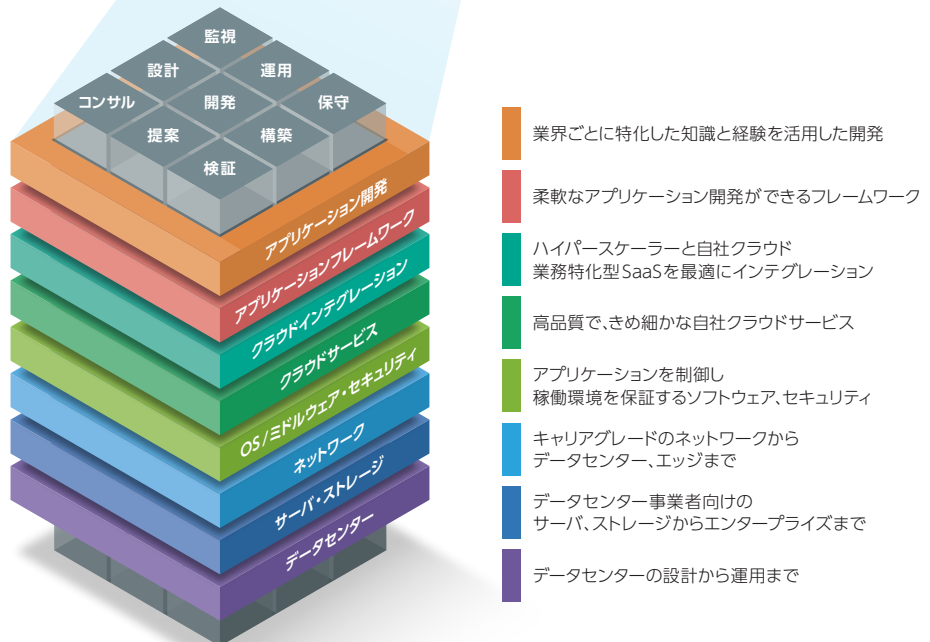 監視
設計
運用
コンサル
開発
保守
提案
構築
検証
アプリケーション開発
アプリケーションフレームワーク
クラウドインテグレーション
クラウドサービス
OS/ミドルウェア・セキュリティ
ネットワーク
サーバ・ストレージ
データセンター
業界ごとに特化した知識と経験を活用した開発
柔軟なアプリケーション開発ができるフレームワーク
ハイパースケーラーと自社クラウド
業務特化型SaaSを最適にインテグレーション
高品質で、きめ細かな自社クラウドサービス
アプリケーションを制御し
稼働環境を保証するソフトウェア、セキュリティ
キャリアグレードのネットワークから
データセンター、エッジまで
データセンター事業者向けの
サーバ、ストレージからエンタープライズまで
データセンターの設計から運用まで